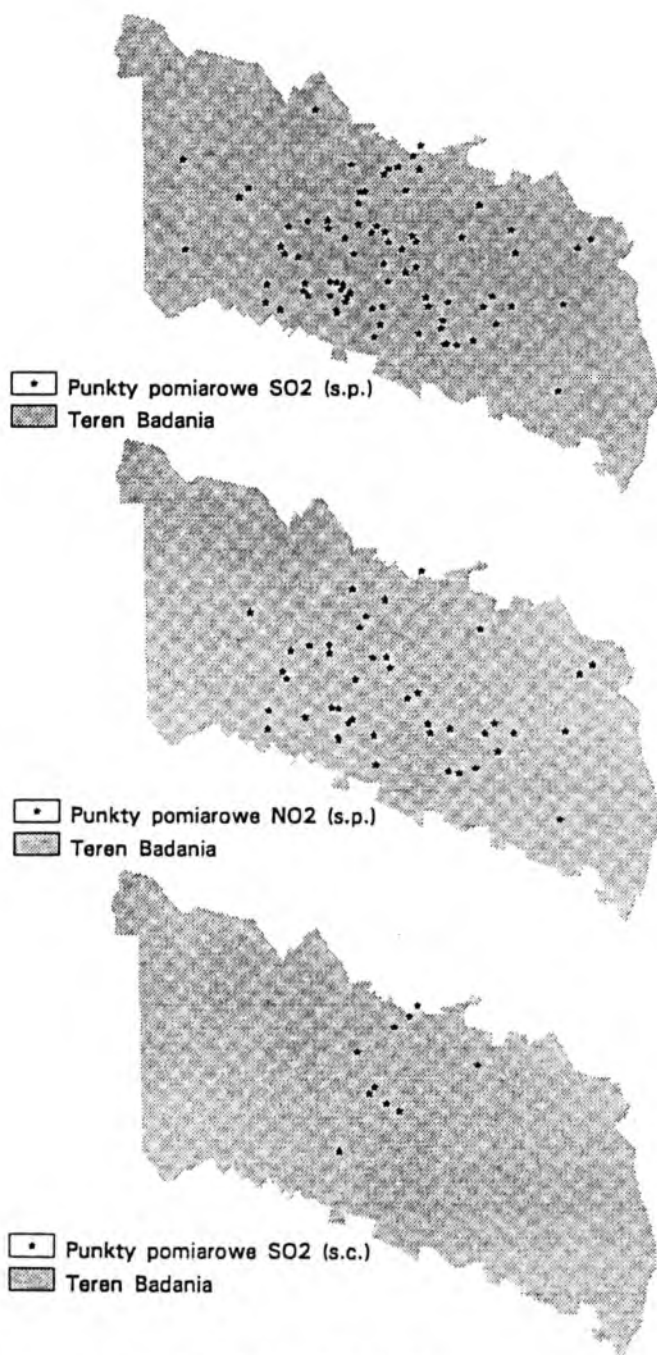 Punkty pomiarowe SO2 (s.p.)
Teren Badania
Punkty pomiarowe NO2 (s.p.)
Teren Badania
Punkty pomiarowe SO2 (s.c.)
Teren Badania